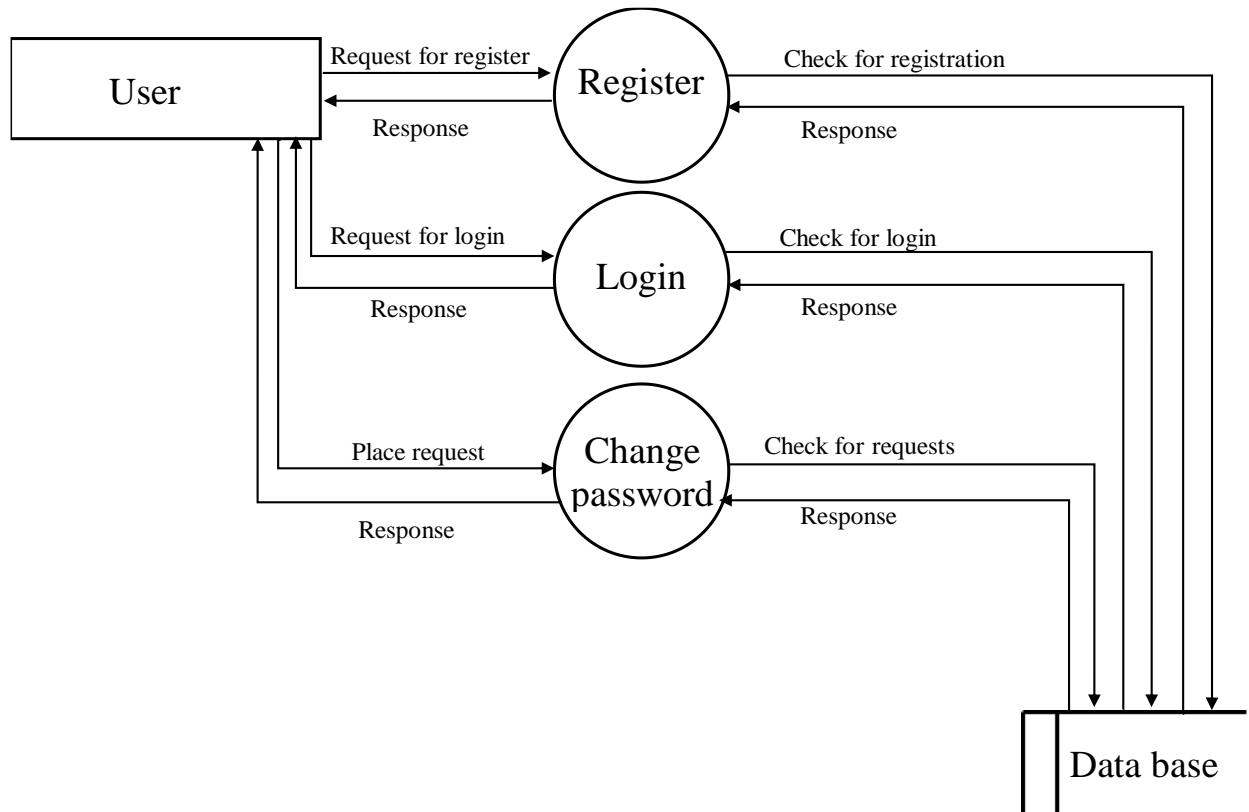 Request for register
Check for registration
User
Register
Response
Response
Request for login
Check for login
Login
Response
Response
Place request
Check for requests
Change
password
Response
Response
Data base